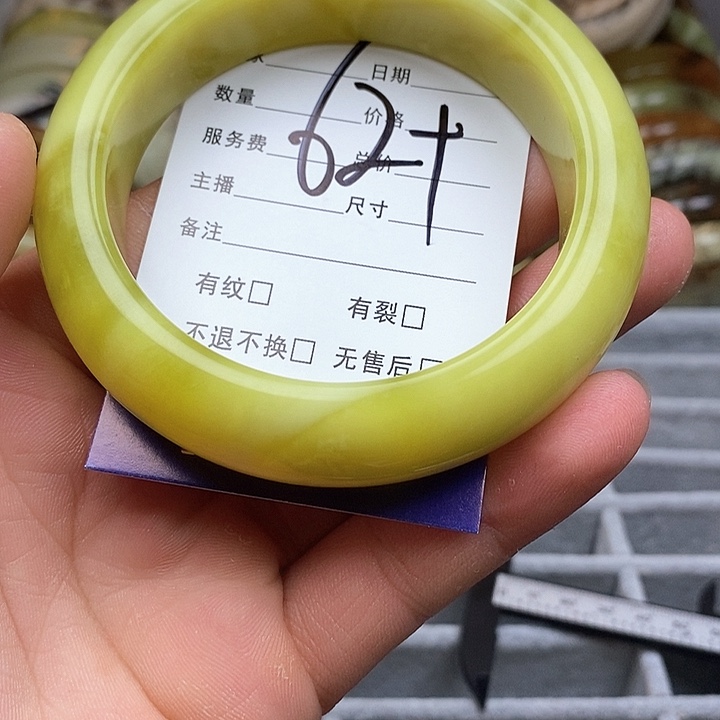 日期
数量 价格
62+
服务费 总价
主播 尺寸
备注
有纹□ 有裂□
不退不换□ 无售后□